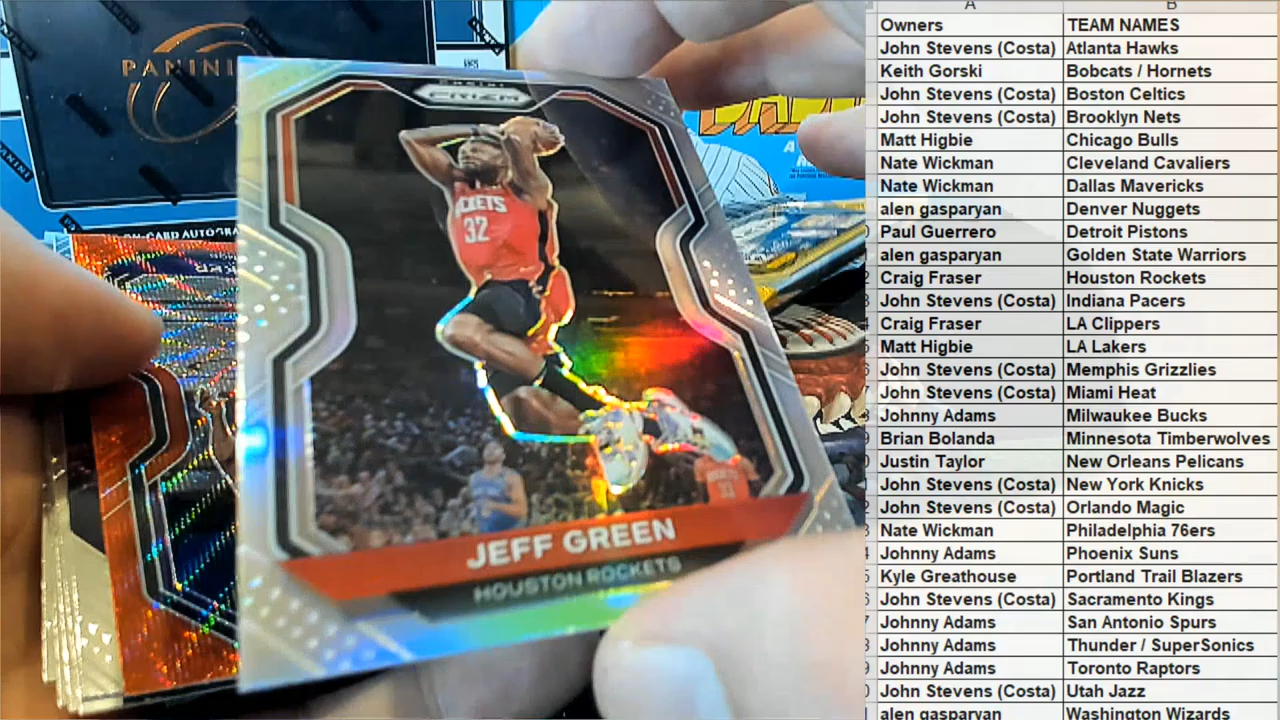 PANINI
PANINI
PRIZM
ROCKETS
32
JEFF GREEN
HOUSTON ROCKETS
ON-CARD AUTOGRA
A B
Owners TEAM NAMES
John Stevens (Costa) Atlanta Hawks
Keith Gorski Bobcats / Hornets
John Stevens (Costa) Boston Celtics
John Stevens (Costa) Brooklyn Nets
Matt Higbie Chicago Bulls
Nate Wickman Cleveland Cavaliers
Nate Wickman Dallas Mavericks
alen gasparyan Denver Nuggets
Paul Guerrero Detroit Pistons
alen gasparyan Golden State Warriors
Craig Fraser Houston Rockets
John Stevens (Costa) Indiana Pacers
Craig Fraser LA Clippers
Matt Higbie LA Lakers
John Stevens (Costa) Memphis Grizzlies
John Stevens (Costa) Miami Heat
Johnny Adams Milwaukee Bucks
Brian Bolanda Minnesota Timberwolves
Justin Taylor New Orleans Pelicans
John Stevens (Costa) New York Knicks
John Stevens (Costa) Orlando Magic
Nate Wickman Philadelphia 76ers
Johnny Adams Phoenix Suns
Kyle Greathouse Portland Trail Blazers
John Stevens (Costa) Sacramento Kings
Johnny Adams San Antonio Spurs
Johnny Adams Thunder / SuperSonics
Johnny Adams Toronto Raptors
John Stevens (Costa) Utah Jazz
alen gasparyan Washington Wizards